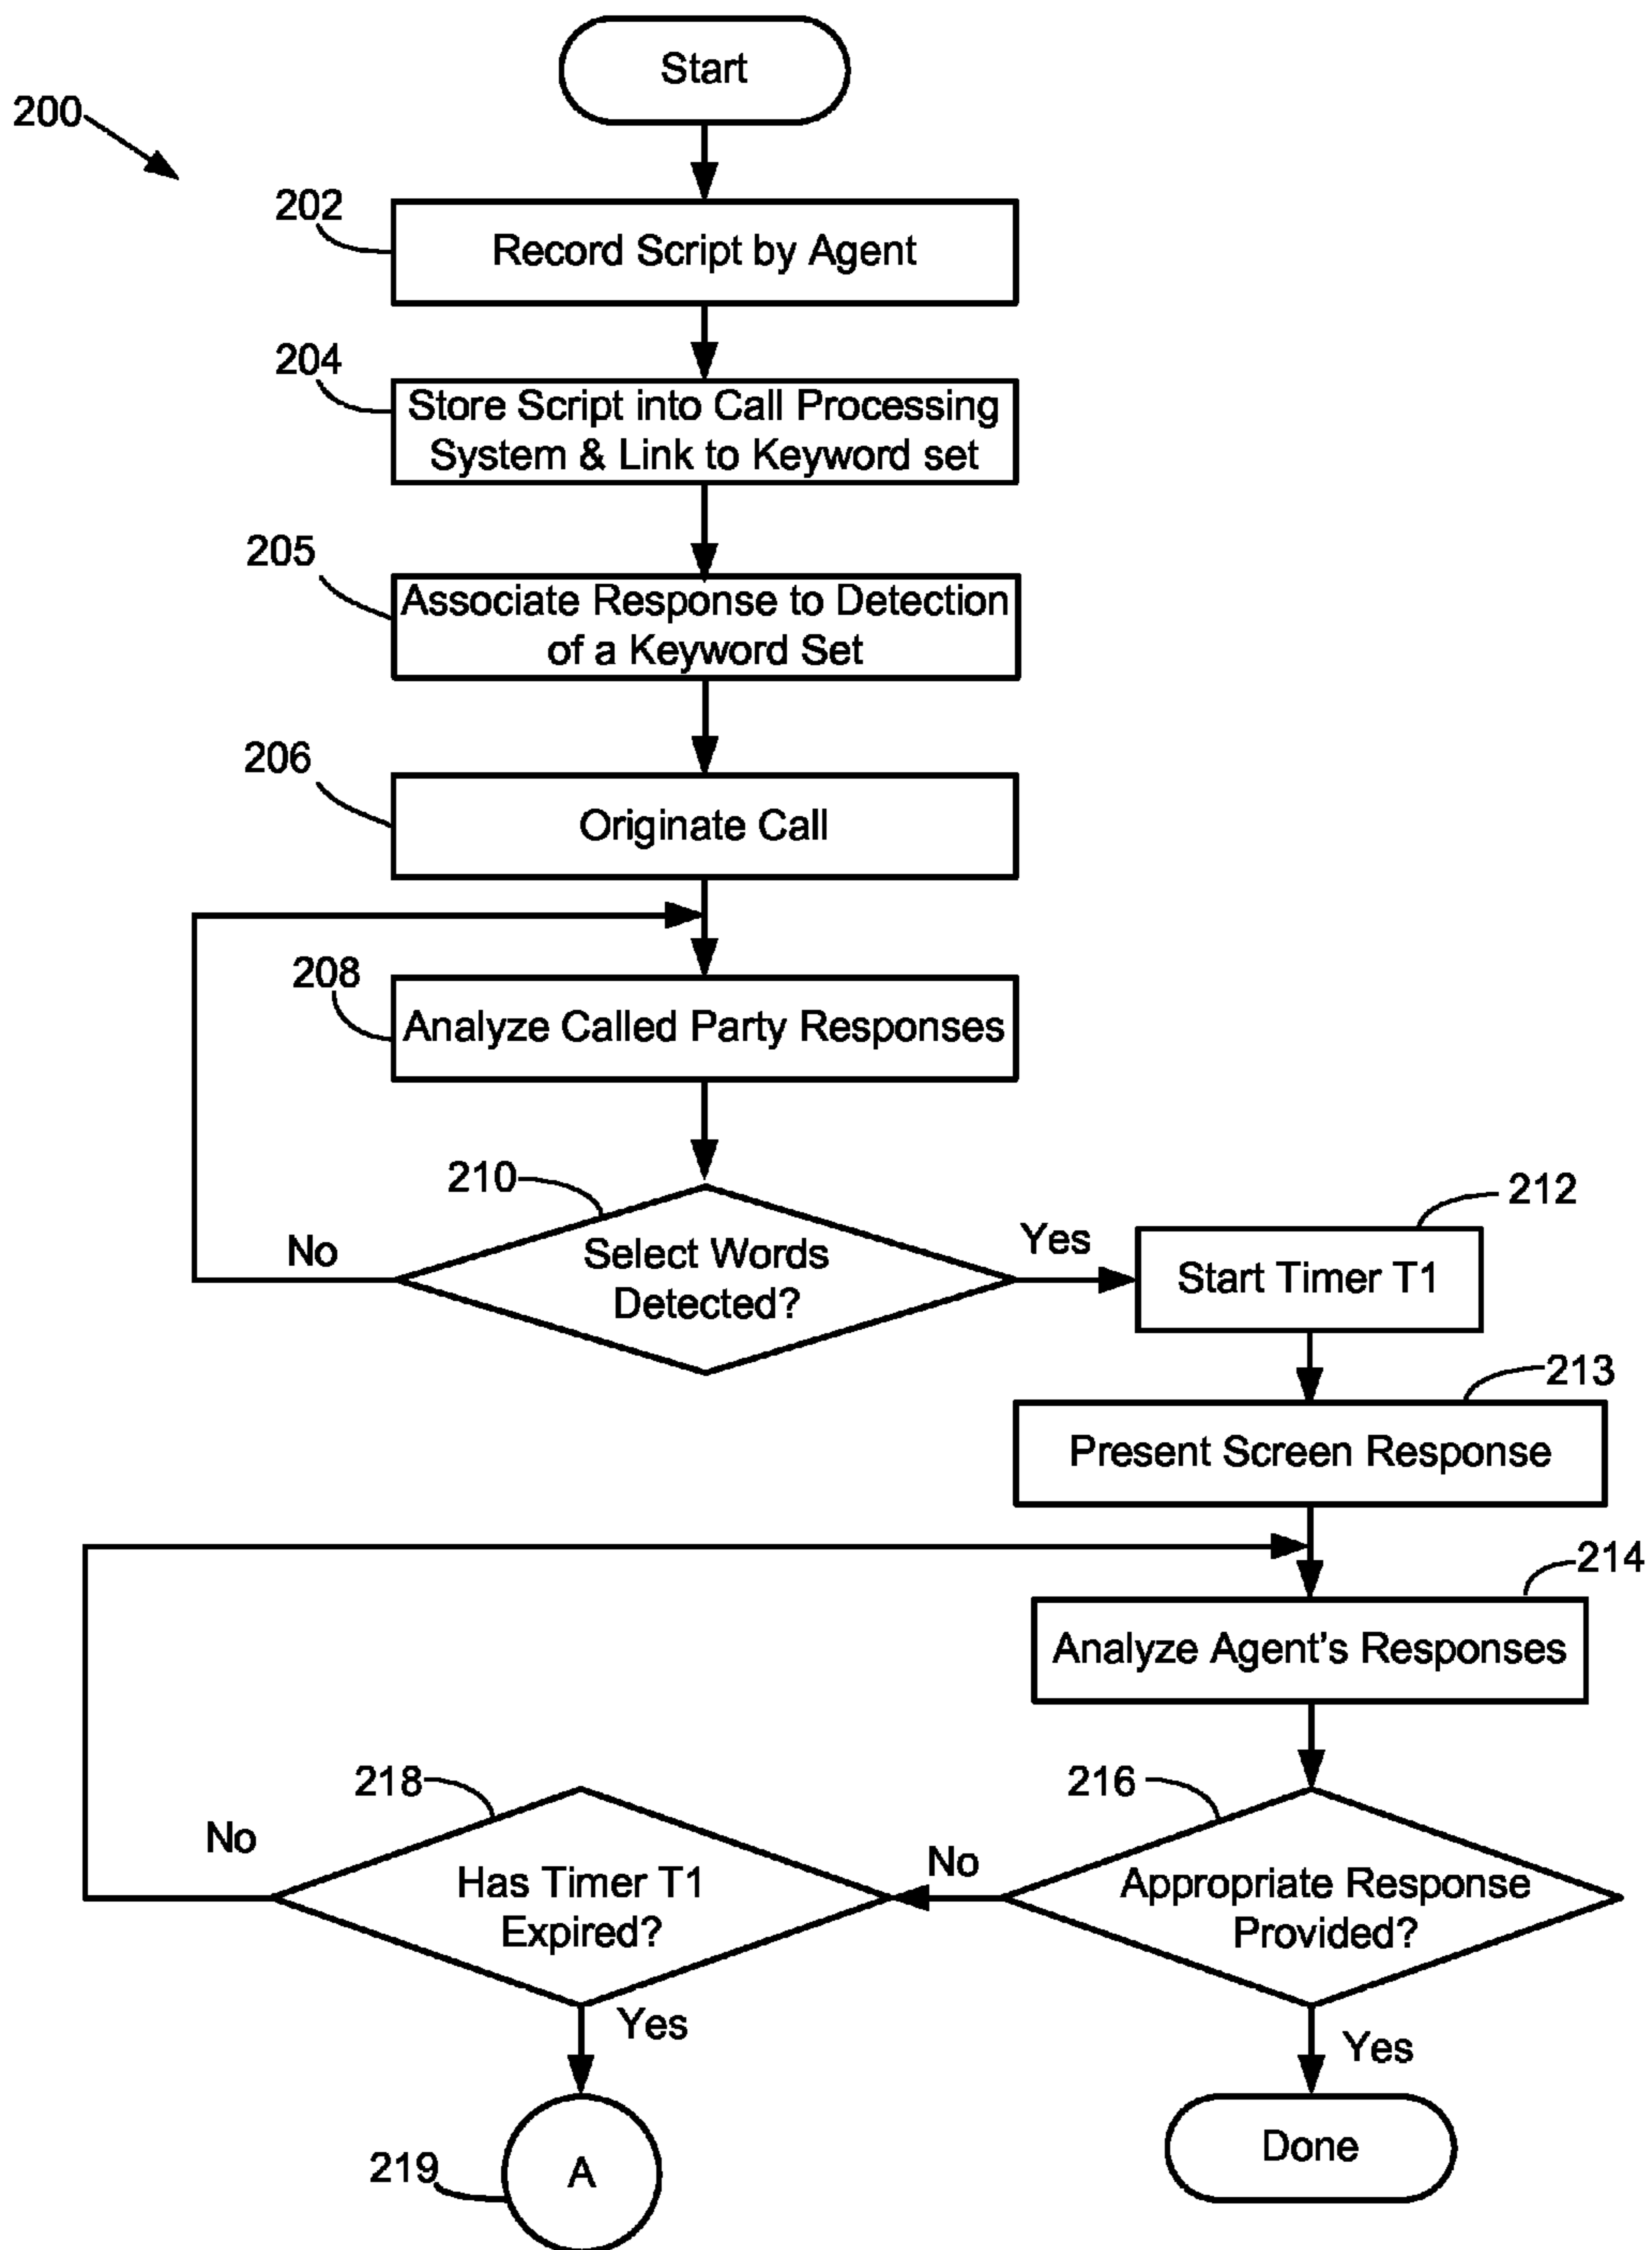 Start
200
202
Record Script by Agent
204
Store Script into Call Processing
System & Link to Keyword set
205
Associate Response to Detection
of a Keyword Set
206
Originate Call
208
Analyze Called Party Responses
210
Select Words
Detected?
No
Yes
212
Start Timer T1
213
Present Screen Response
214
Analyze Agent's Responses
216
Appropriate Response
Provided?
No
218
Has Timer T1
Expired?
No
Yes
Yes
219
A
Done